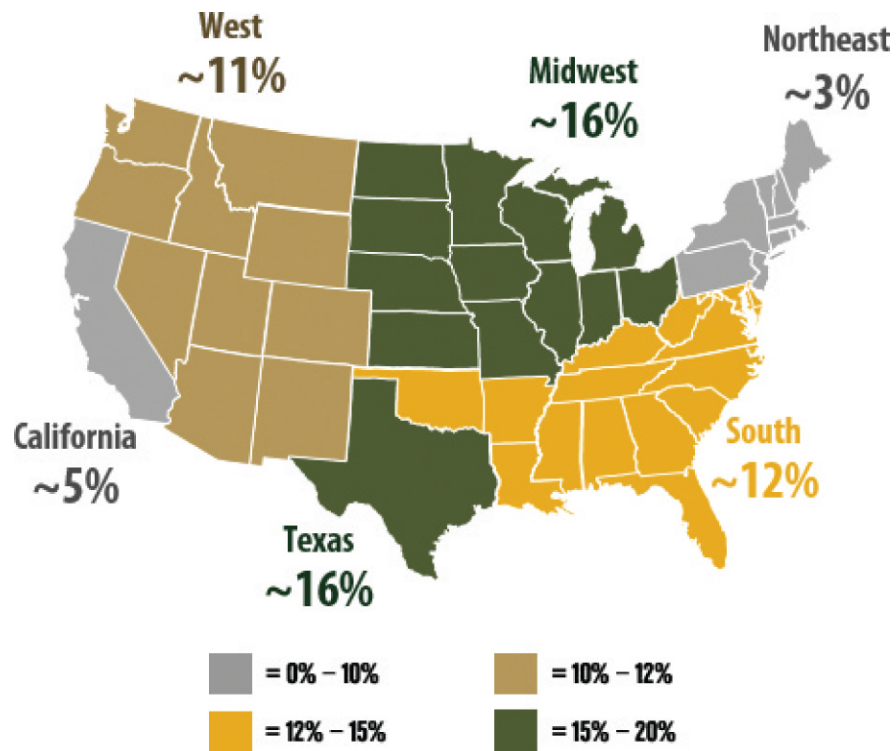 West
~11%
Midwest
~16%
Northeast
~3%
California
~5%
South
~12%
Texas
~16%
= 0% – 10%
= 10% – 12%
= 12% – 15%
= 15% – 20%